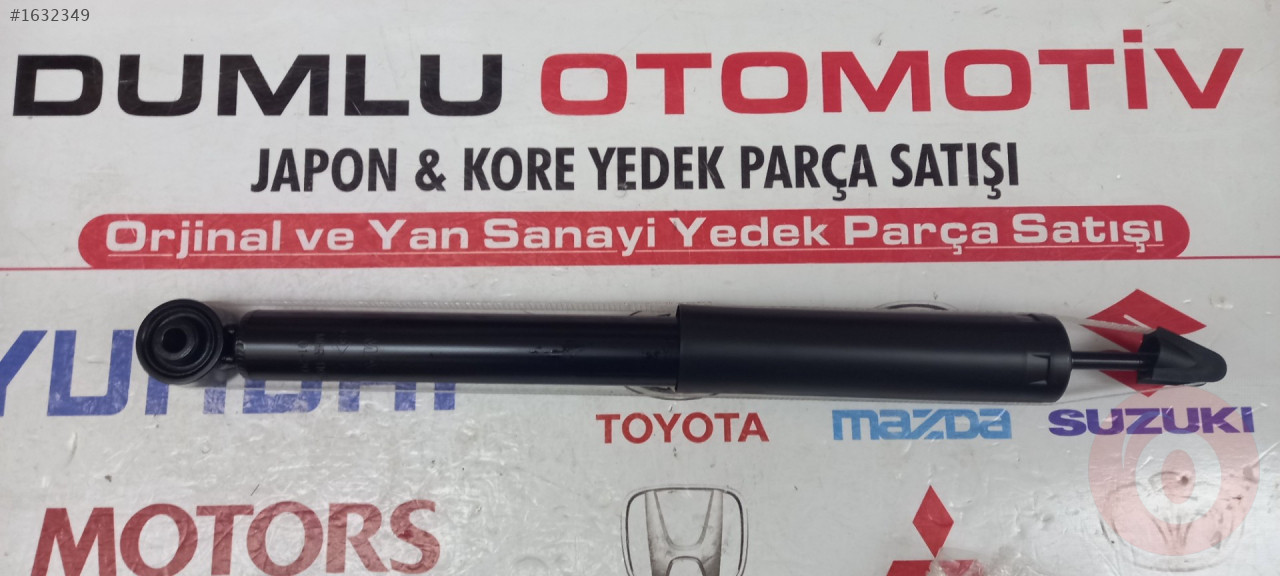 #1632349
DUMLU OTOMOTİV
JAPON & KORE YEDEK PARÇA SATIŞI
Orjinal ve Yan Sanayi Yedek Parça Satışı
TOYOTA
mazda
SUZUKI
MOTORS